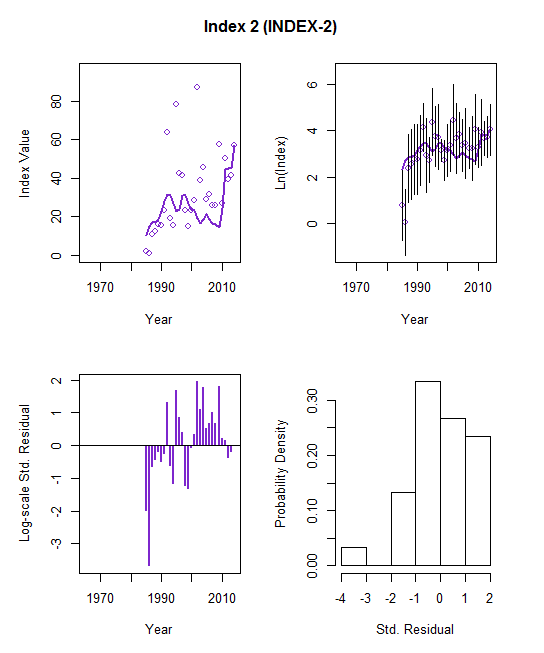 Index 2 (INDEX-2)
Index Value
0 20 40 60 80
1970 1990 2010
Year
Ln(Index)
0 2 4 6
1970 1990 2010
Year
Log-scale Std. Residual
-3 -2 -1 0 1 2
1970 1990 2010
Year
Probability Density
0.00 0.10 0.20 0.30
-4 -3 -2 -1 0 1 2
Std. Residual